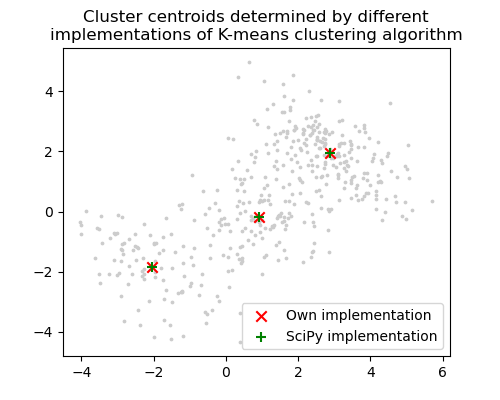 Cluster centroids determined by different
implementations of K-means clustering algorithm
4
2
0
−2
−4
Own implementation
SciPy implementation
−4 −2 0 2 4 6